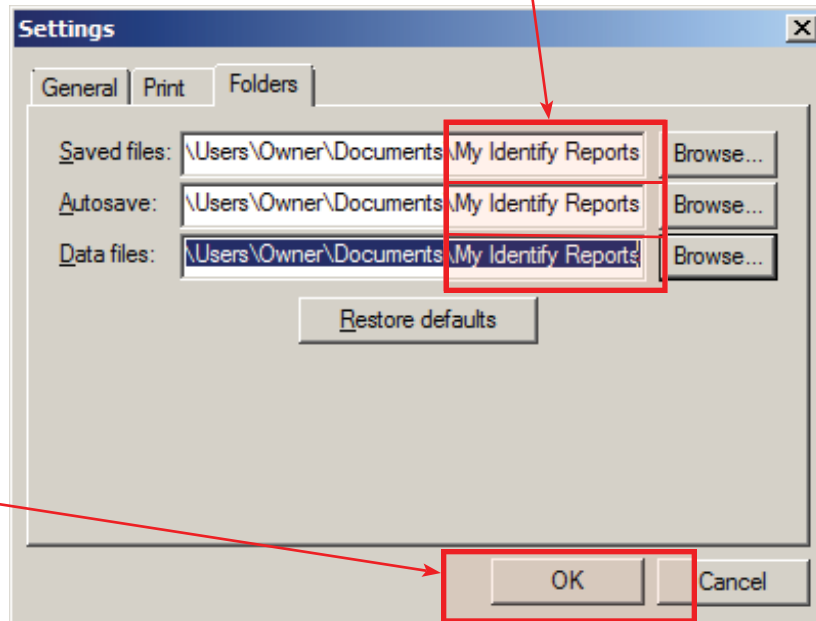 Settings
General Print Folders
Saved files: \Users\Owner\Documents\My Identify Reports Browse...
Autosave: \Users\Owner\Documents\My Identify Reports Browse...
Data files: \Users\Owner\Documents\My Identify Reports Browse...
Restore defaults
OK Cancel